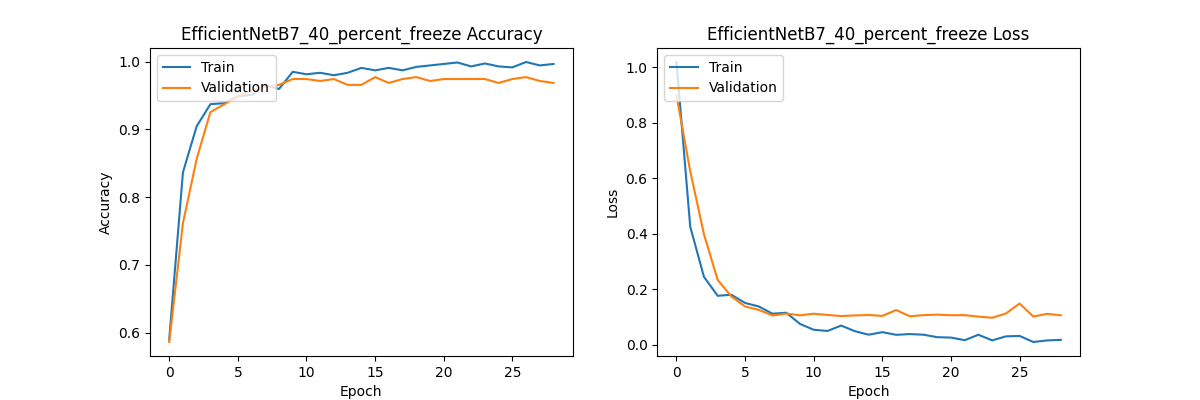 EfficientNetB7_40_percent_freeze Accuracy
Train
Validation
1.0
0.9
0.8
0.7
0.6
Accuracy
0
5
10
15
20
25
Epoch
EfficientNetB7_40_percent_freeze Loss
Train
Validation
1.0
0.8
0.6
0.4
0.2
0.0
Loss
0
5
10
15
20
25
Epoch